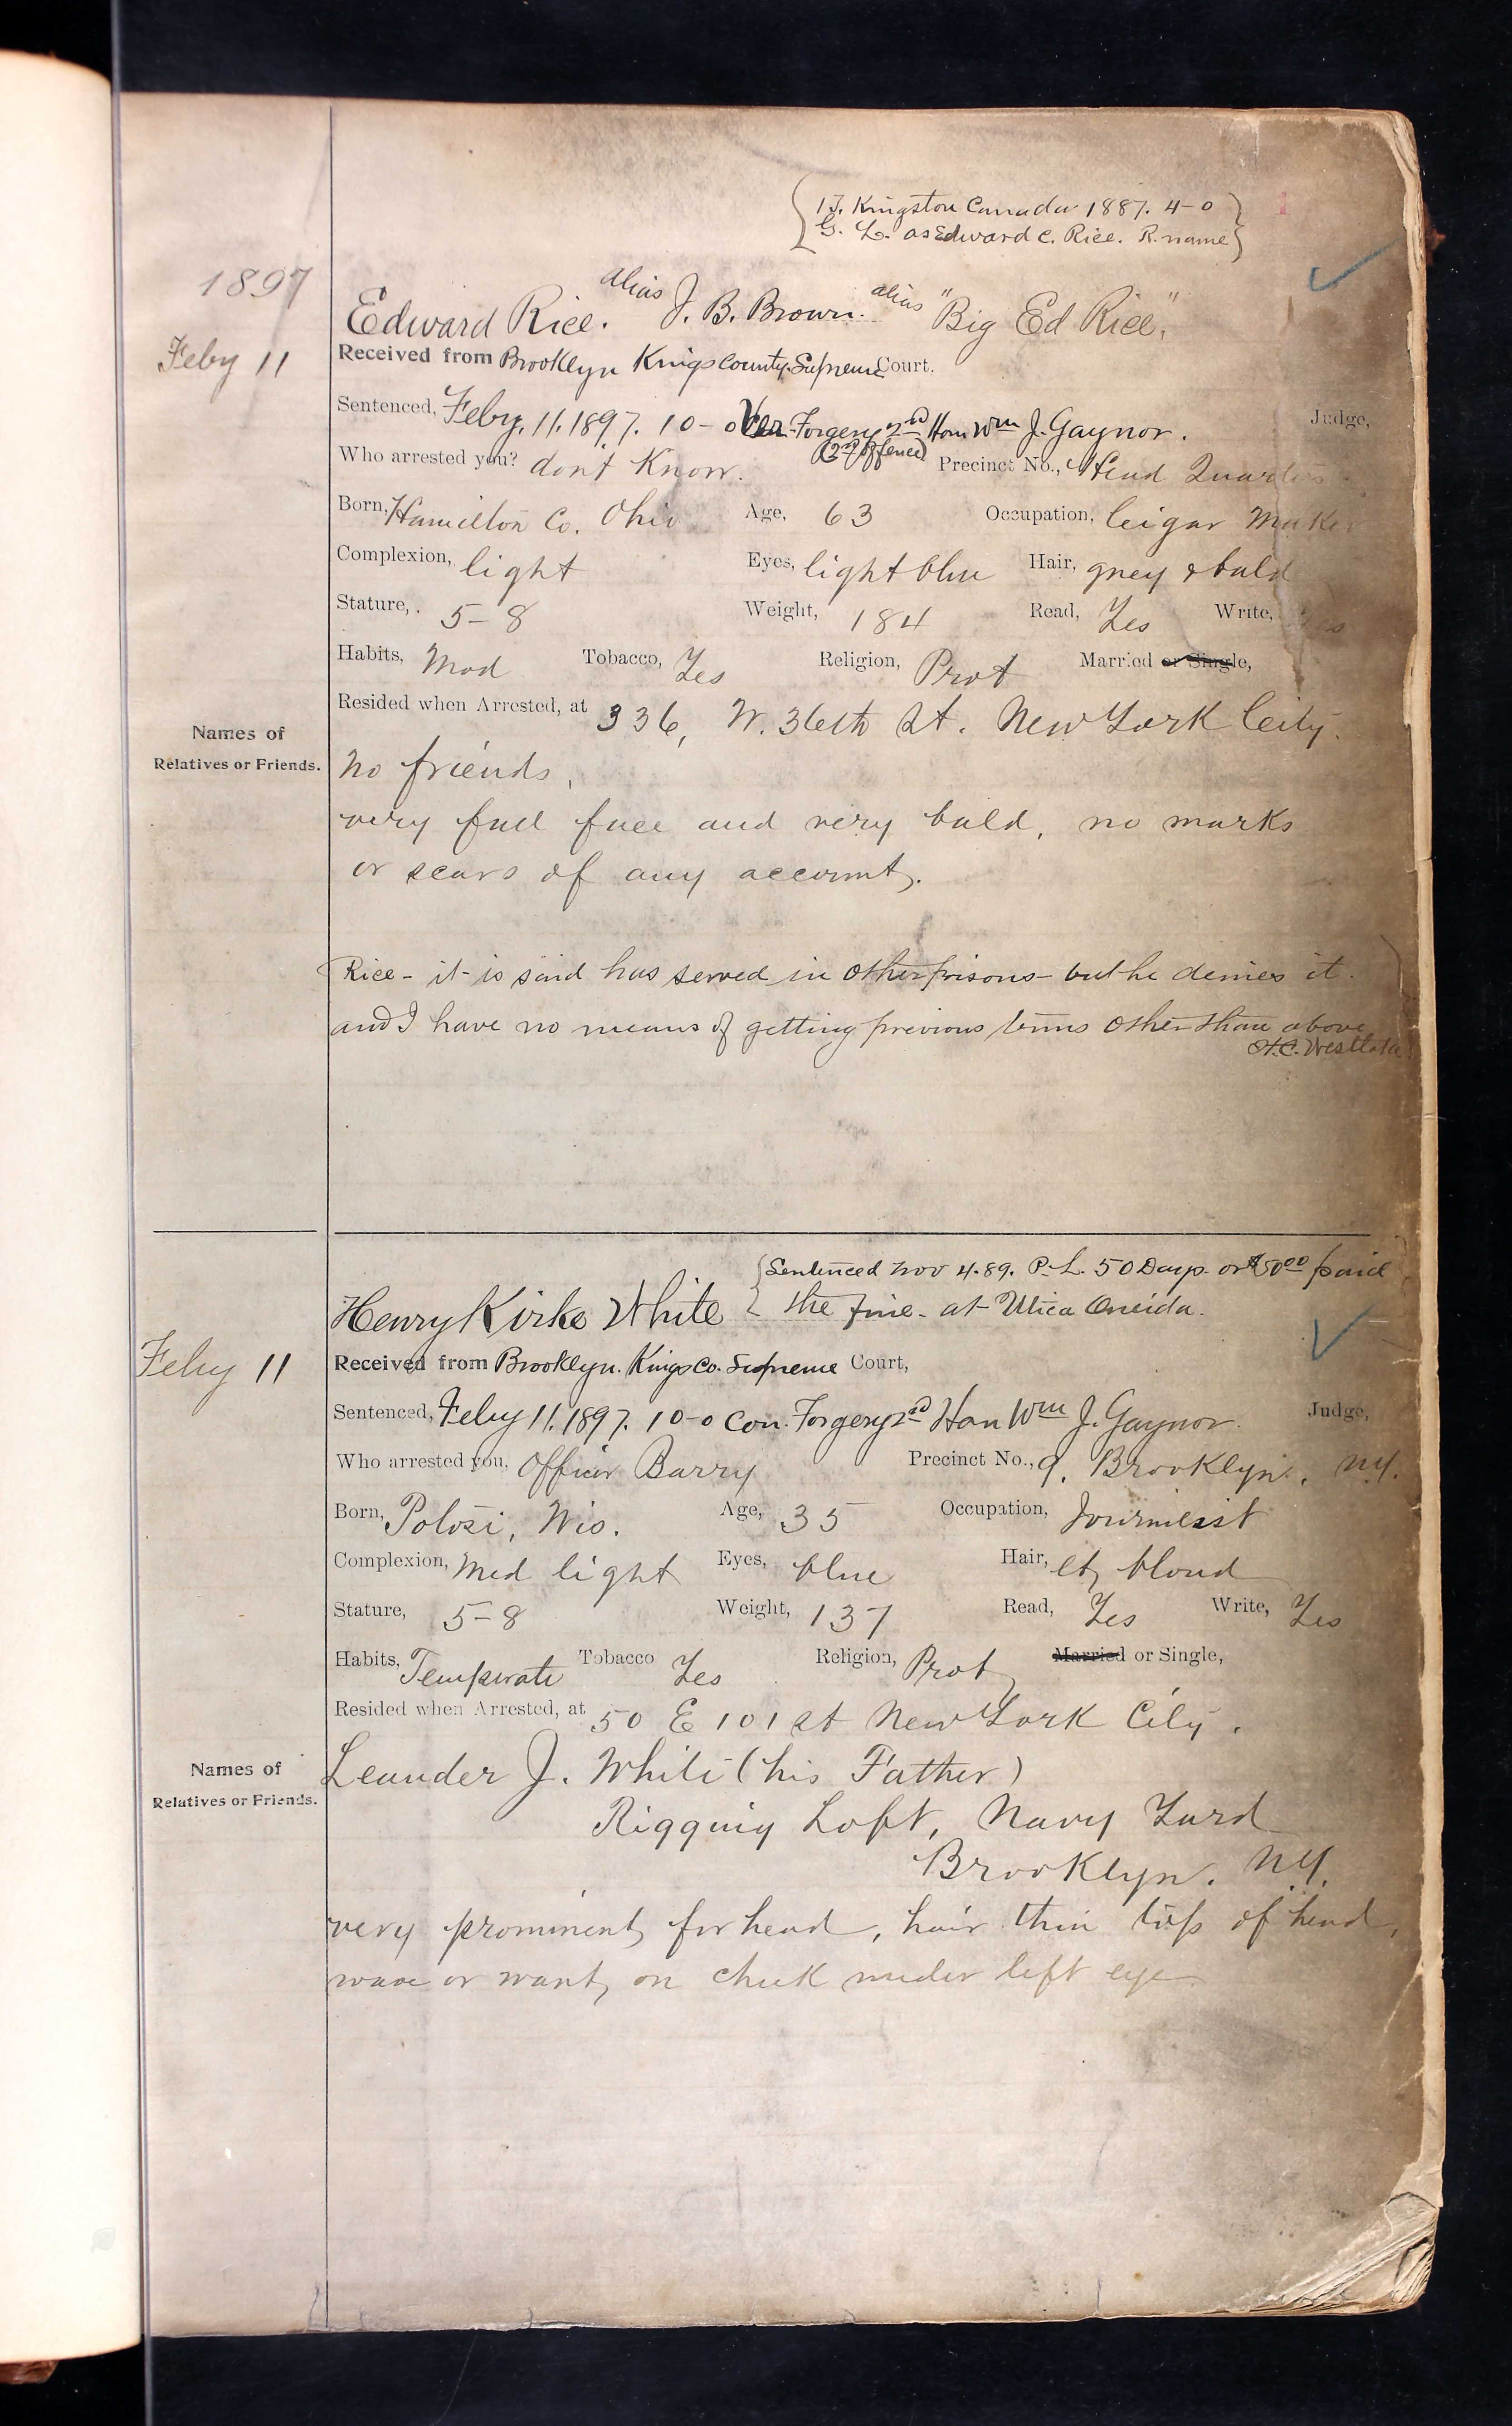 1 T. Kingston Canada 1887. 4-0
G. L. as Edward C. Rice. R. name
1897
Edward Rice. alias J. B. Brown. alias "Big Ed Rice,"
Feby 11
Received from Brooklyn Kings County. Supreme Court.
Sentenced, Feby. 11. 1897. 10-0 Ver. Forgery 2nd Hon Wm J. Gaynor. Judge,
(2nd offence)
Who arrested you? don't Know. Precinct No., Head Quarters
Born, Hamilton Co. Ohio Age, 63 Occupation, Cigar Maker
Complexion, light Eyes, light blue Hair, grey & bald
Stature, 5-8 Weight, 184 Read, Yes Write, Yes
Habits, Mod Tobacco, Yes Religion, Prot Married or Single,
Resided when Arrested, at 336, W. 36th St. New York City.
Names of
Relatives or Friends.
No friends,
very full face and very bald, no marks
or scars of any account.
Rice - it is said has served in other prisons - but he denies it.
and I have no means of getting previous terms other than above
H.C. Westlake
Sentenced Nov 4.89. P. L. 50 Days. or $50.00 paid
Henry Kirke White the fine - at Utica Oneida.
Feby 11
Received from Brooklyn. Kings Co. Supreme Court,
Sentenced, Feby 11. 1897. 10-0 Con. Forgery 2nd Hon Wm J. Gaynor. Judge,
Who arrested you, Officer Barry Precinct No., 9, Brooklyn, N.Y.
Born, Potosi, Wis. Age, 35 Occupation, Journalist
Complexion, Med light Eyes, blue Hair, lt, blond
Stature, 5-8 Weight, 137 Read, Yes Write, Yes
Habits, Temperate Tobacco Yes Religion, Prot, Married or Single,
Resided when Arrested, at 50 E 101 st New York City.
Names of
Relatives or Friends.
Leander J. White (his Father)
Rigging Loft, Navy Yard
Brooklyn. N.Y.
very prominent forhead, hair thin top of head,
or wart, on cheek under left eye